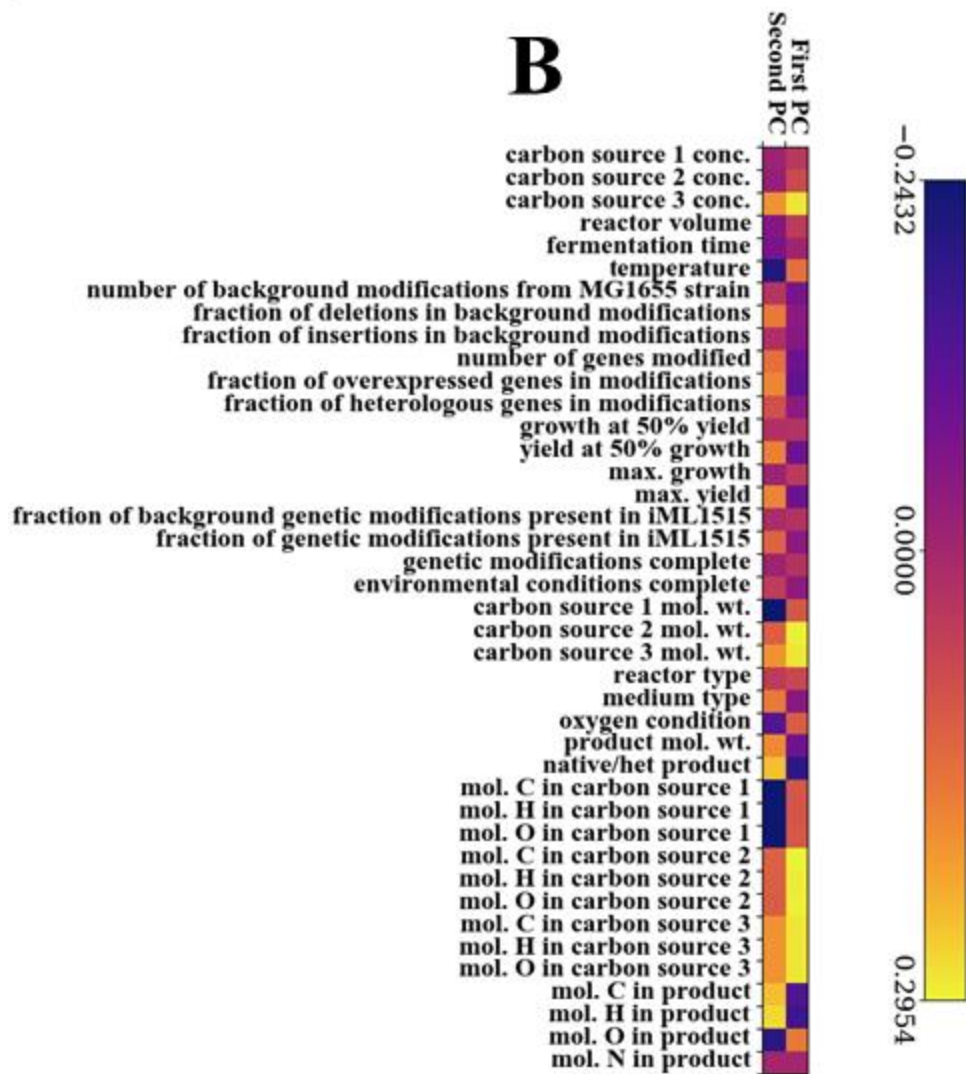 B
Second PC
First PC
carbon source 1 conc.
carbon source 2 conc.
carbon source 3 conc.
reactor volume
fermentation time
temperature
number of background modifications from MG1655 strain
fraction of deletions in background modifications
fraction of insertions in background modifications
number of genes modified
fraction of overexpressed genes in modifications
fraction of heterologous genes in modifications
growth at 50% yield
yield at 50% growth
max. growth
max. yield
fraction of background genetic modifications present in iML1515
fraction of genetic modifications present in iML1515
genetic modifications complete
environmental conditions complete
carbon source 1 mol. wt.
carbon source 2 mol. wt.
carbon source 3 mol. wt.
reactor type
medium type
oxygen condition
product mol. wt.
native/het product
mol. C in carbon source 1
mol. H in carbon source 1
mol. O in carbon source 1
mol. C in carbon source 2
mol. H in carbon source 2
mol. O in carbon source 2
mol. C in carbon source 3
mol. H in carbon source 3
mol. O in carbon source 3
mol. C in product
mol. H in product
mol. O in product
mol. N in product
−0.2432
0.0000
0.2954